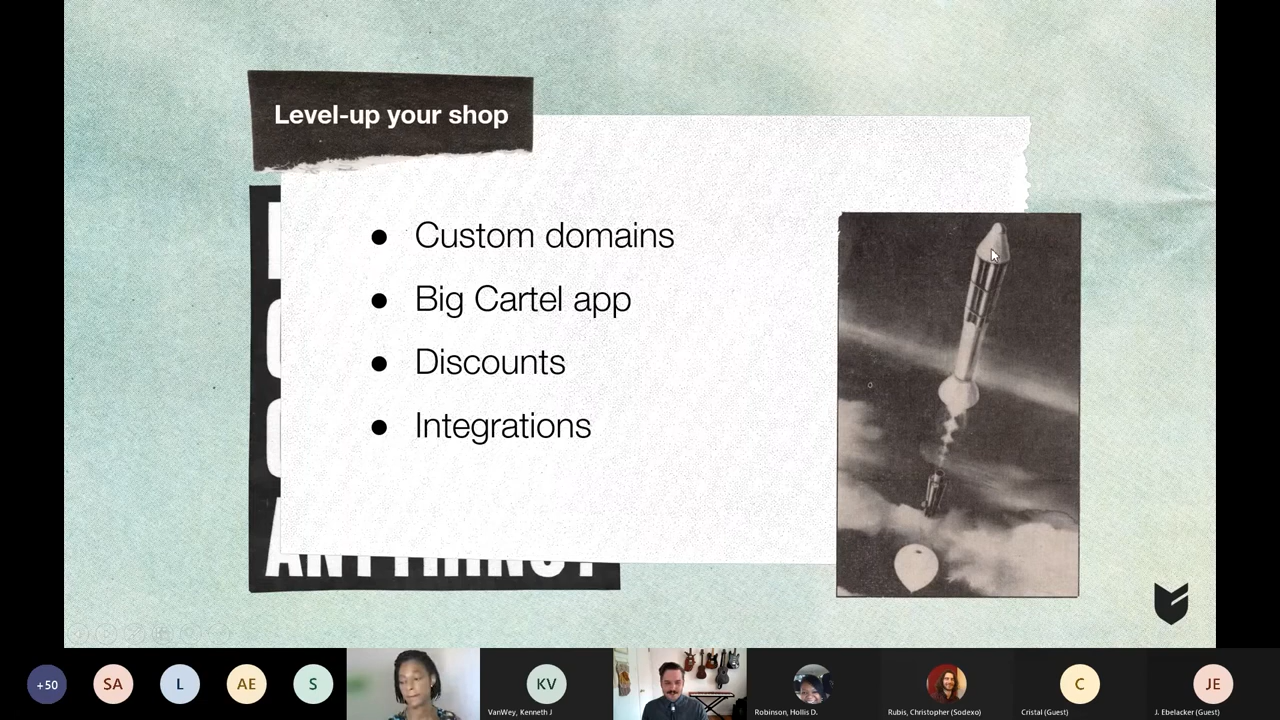 Level-up your shop
● Custom domains
● Big Cartel app
● Discounts
● Integrations
ANYTHING?
+50
SA
L
AE
S
KV
VanWey, Kenneth J
Robinson, Hollis D.
Rubis, Christopher (Sodexo)
C
Cristal (Guest)
JE
J. Ebelacker (Guest)